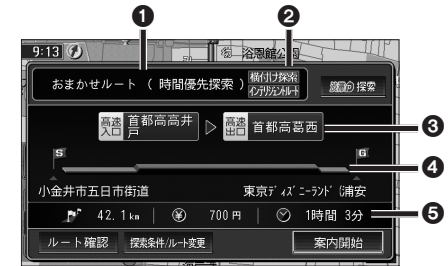 ❶
❷
9:13
浴恩館公園
おまかせルート ( 時間優先探索 )
横付け探索
インテリジェントルート
探索
高速入口
首都高高井戸
高速出口
首都高葛西
❸
S
G
❹
小金井市五日市街道
東京ディズニーランド(浦安
42.1km
¥
700円
1時間 3分
❺
ルート確認
探索条件/ルート変更
案内開始